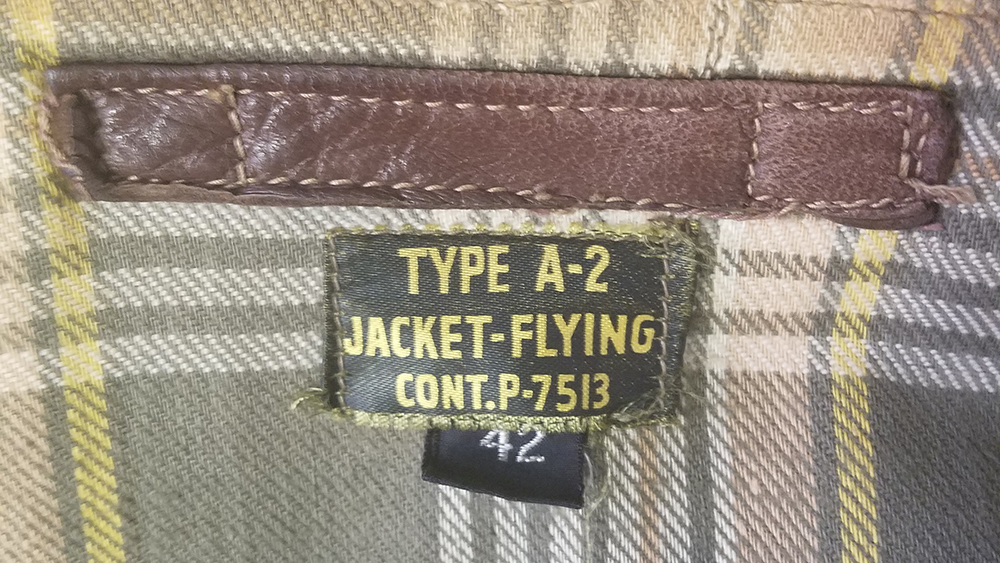 TYPE A-2
JACKET-FLYING
CONT.P-7513
42